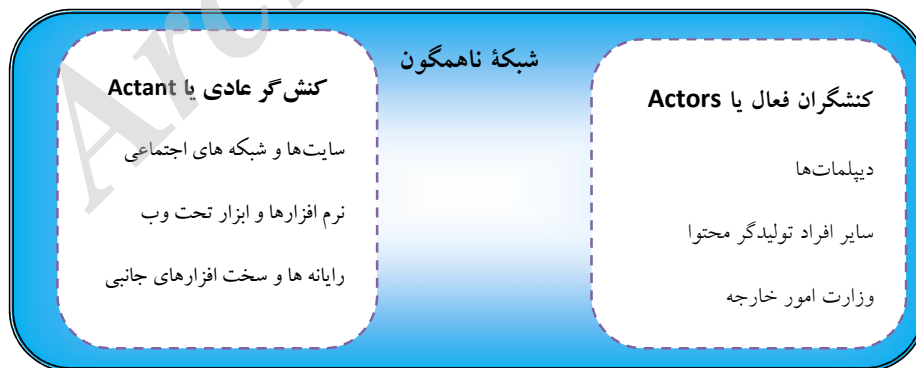 شبکهٔ ناهمگون
کنشگران فعال یا Actors
دیپلمات‌ها
سایر افراد تولیدگر محتوا
وزارت امور خارجه
کنش‌گر عادی یا Actant
سایت‌ها و شبکه های اجتماعی
نرم افزارها و ابزار تحت وب
رایانه ها و سخت افزارهای جانبی